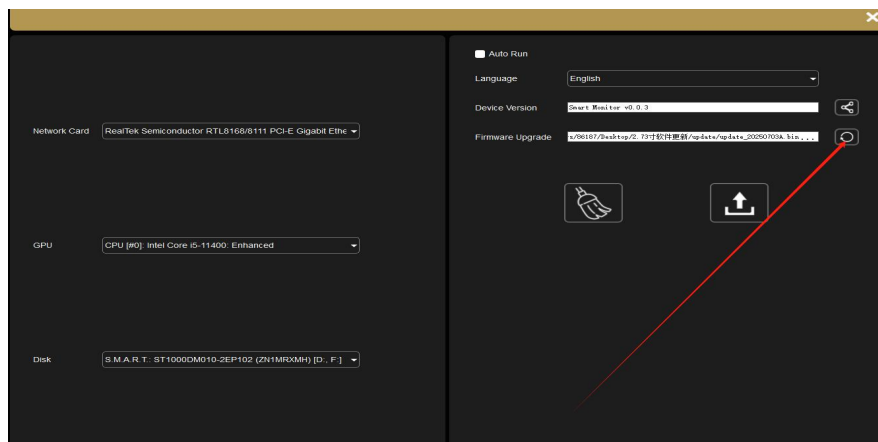 Auto Run
Language
English
Device Version
Smart Monitor v0.0.3
Network Card
RealTek Semiconductor RTL8168/8111 PCI-E Gigabit Ethe
Firmware Upgrade
s/86187/Desktop/2.73寸软件更新/update/update_20250703A.bin...
GPU
CPU [#0]: Intel Core i5-11400: Enhanced
Disk
S.M.A.R.T.: ST1000DM010-2EP102 (ZN1MRXMH) [D:, F:]